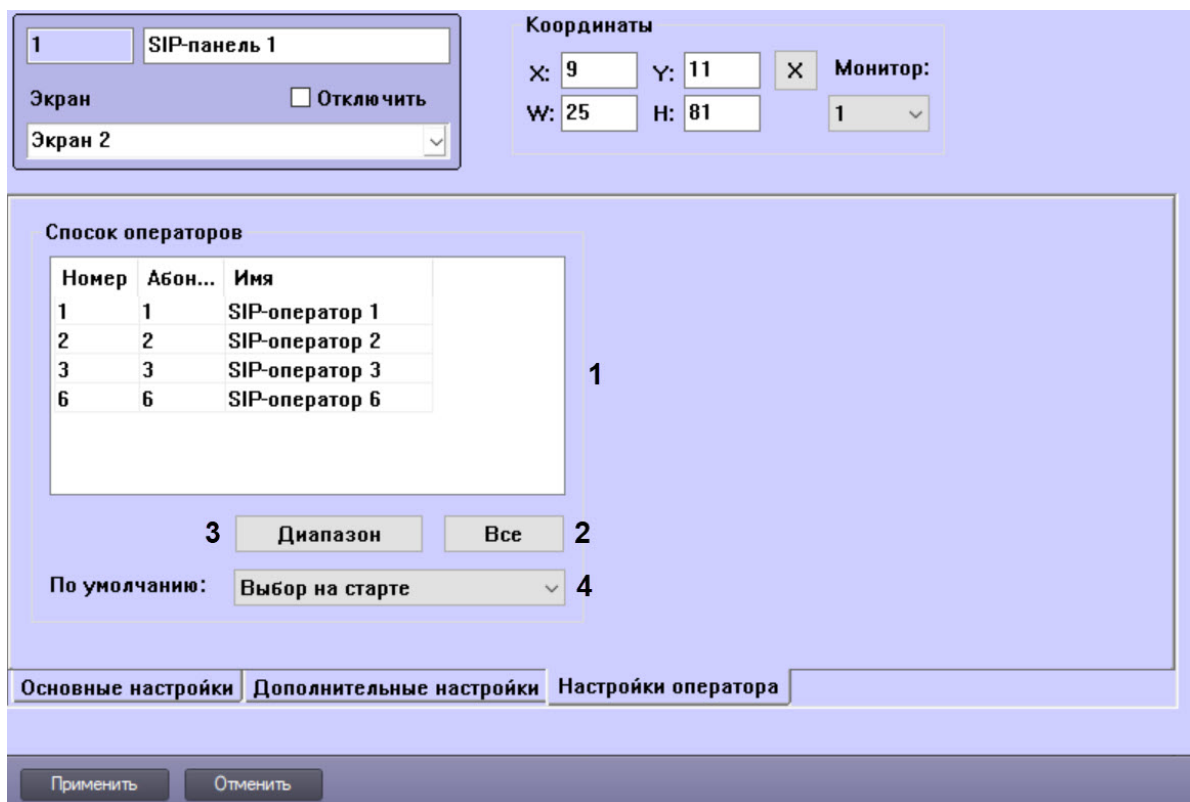 1 SIP-панель 1
Экран Отключить
Экран 2
Координаты
X: 9 Y: 11 X Монитор:
W: 25 H: 81 1
Спосок операторов
Номер Абон... Имя
1 1 SIP-оператор 1
2 2 SIP-оператор 2
3 3 SIP-оператор 3
6 6 SIP-оператор 6
1
3 Диапазон Все 2
По умолчанию: Выбор на старте 4
Основные настройки Дополнительные настройки Настройки оператора
Применить Отменить